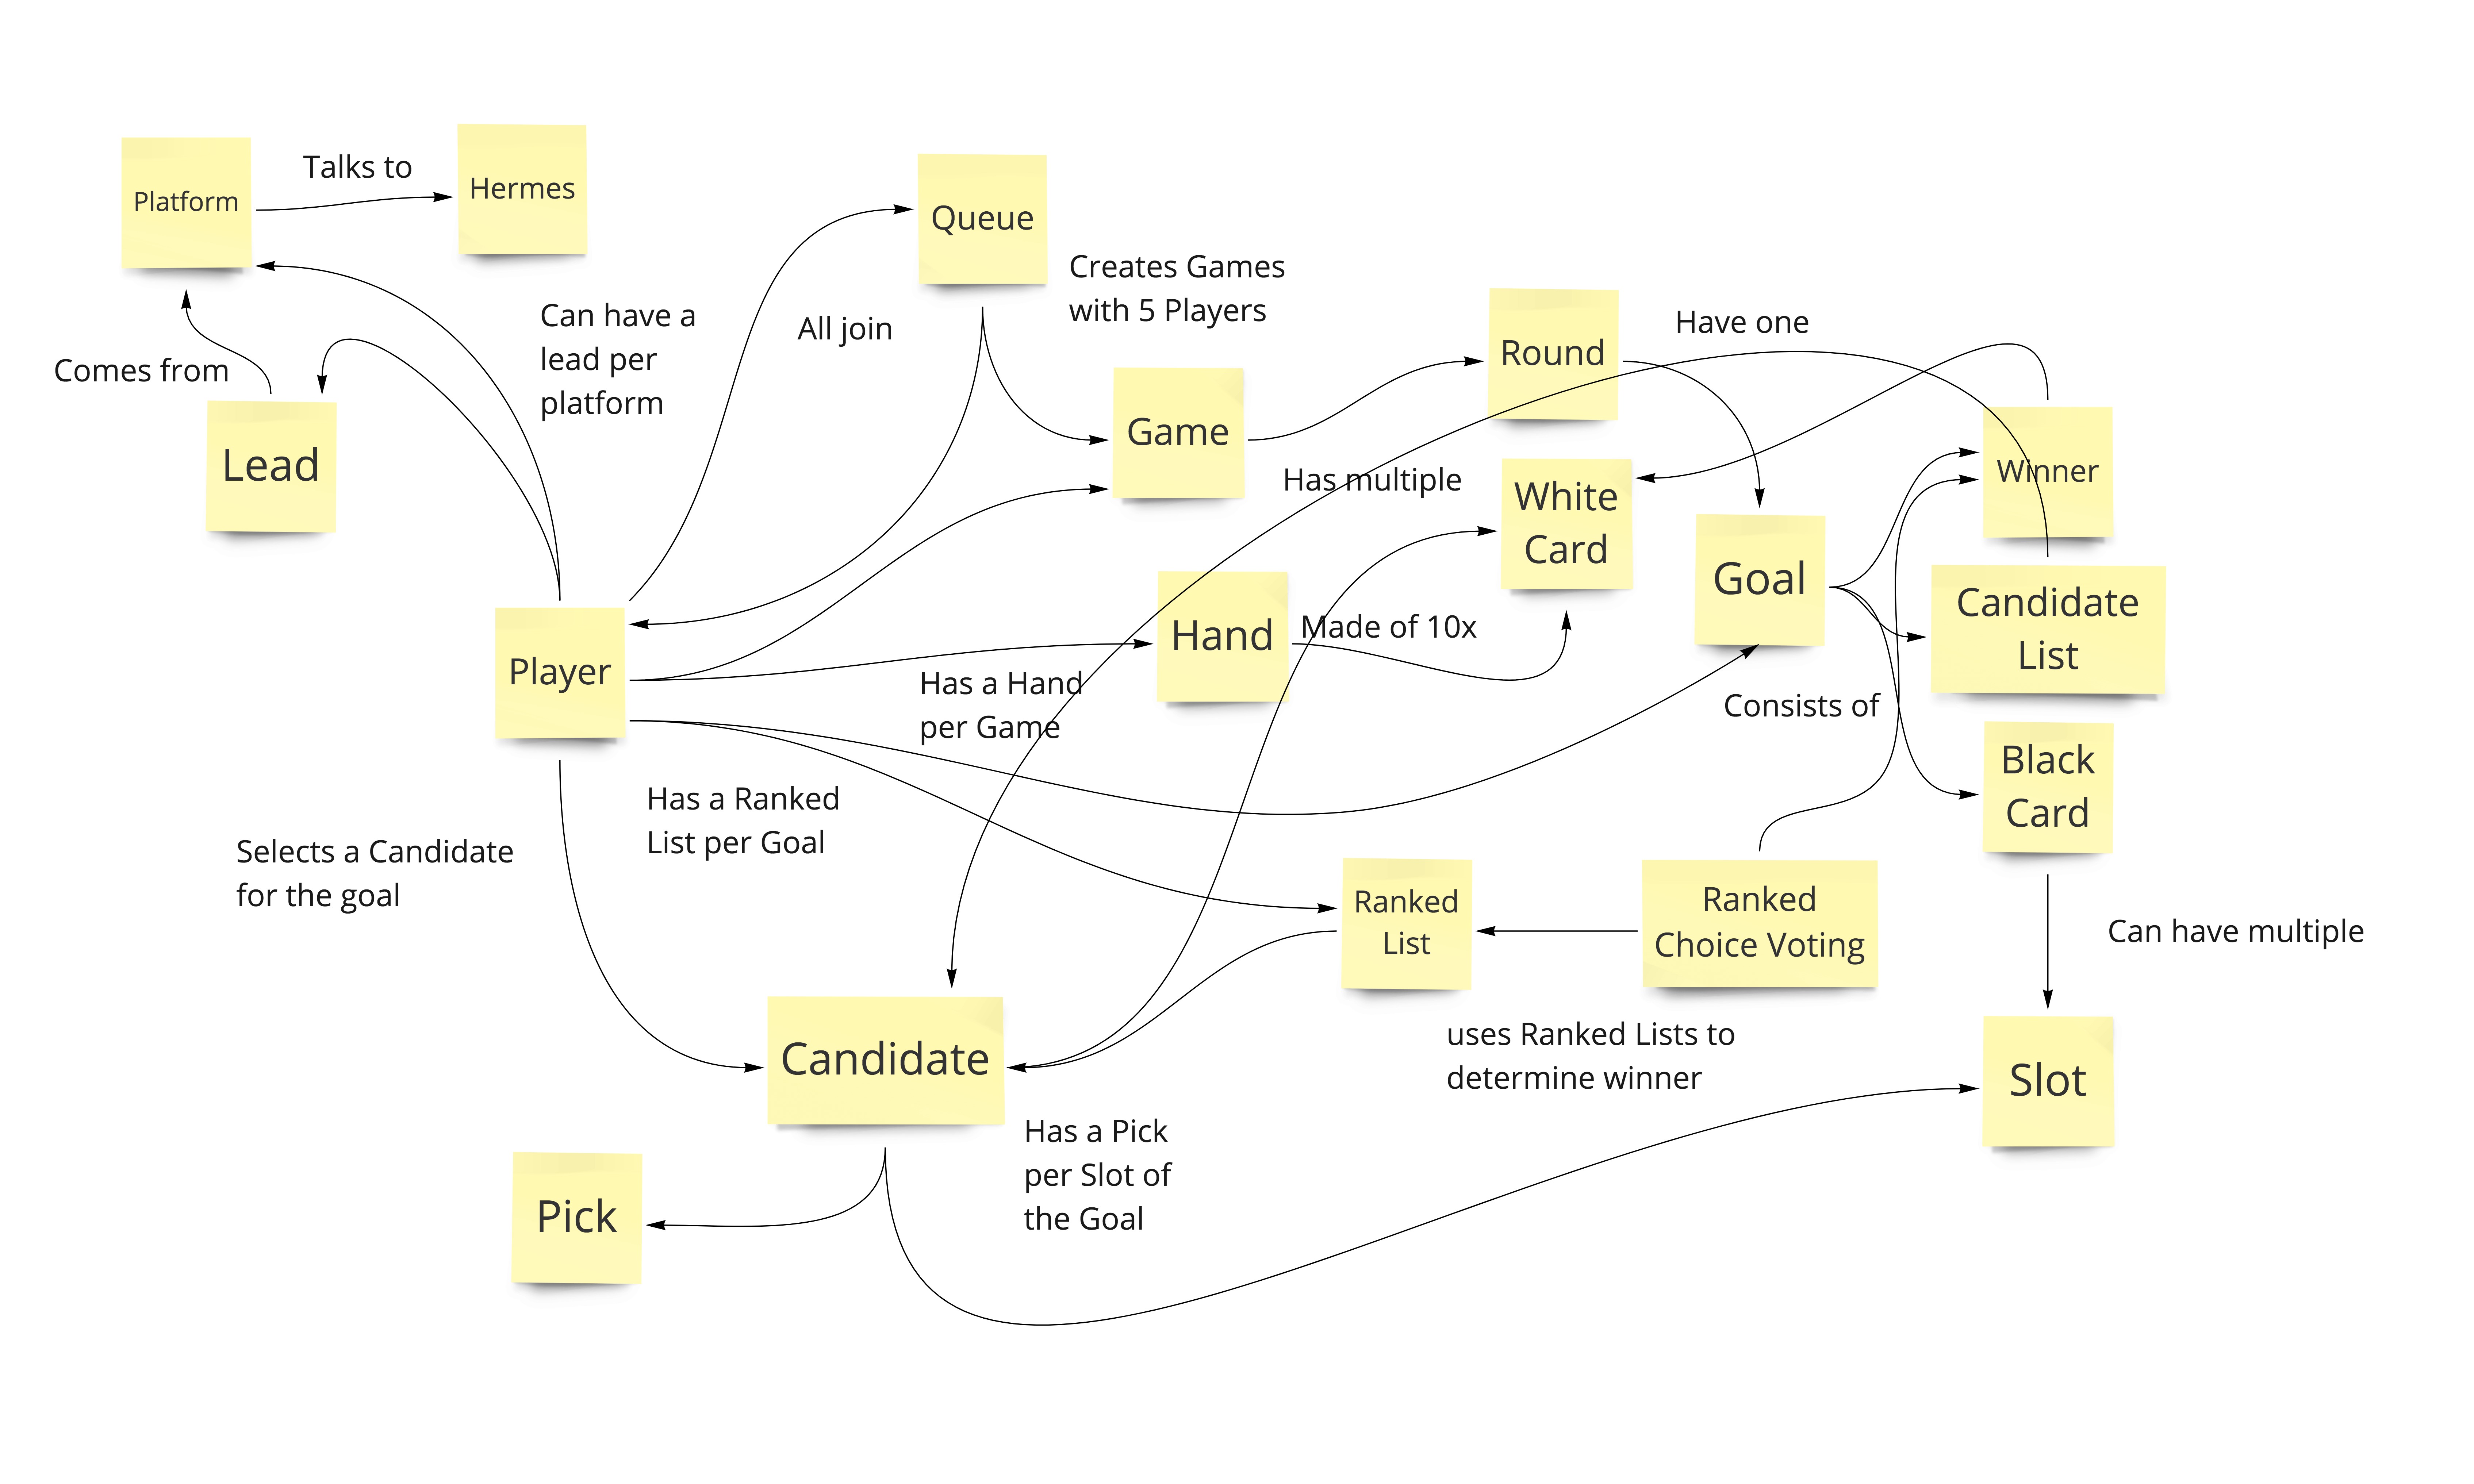 Talks to
Platform
Hermes
Queue
Creates Games
with 5 Players
Can have a
lead per
platform
All join
Comes from
Lead
Game
Round
Have one
Has multiple
White
Card
Winner
Goal
Candidate
List
Player
Hand
Made of 10x
Has a Hand
per Game
Consists of
Black
Card
Has a Ranked
List per Goal
Selects a Candidate
for the goal
Ranked
List
Ranked
Choice Voting
Can have multiple
uses Ranked Lists to
determine winner
Candidate
Slot
Has a Pick
per Slot of
the Goal
Pick